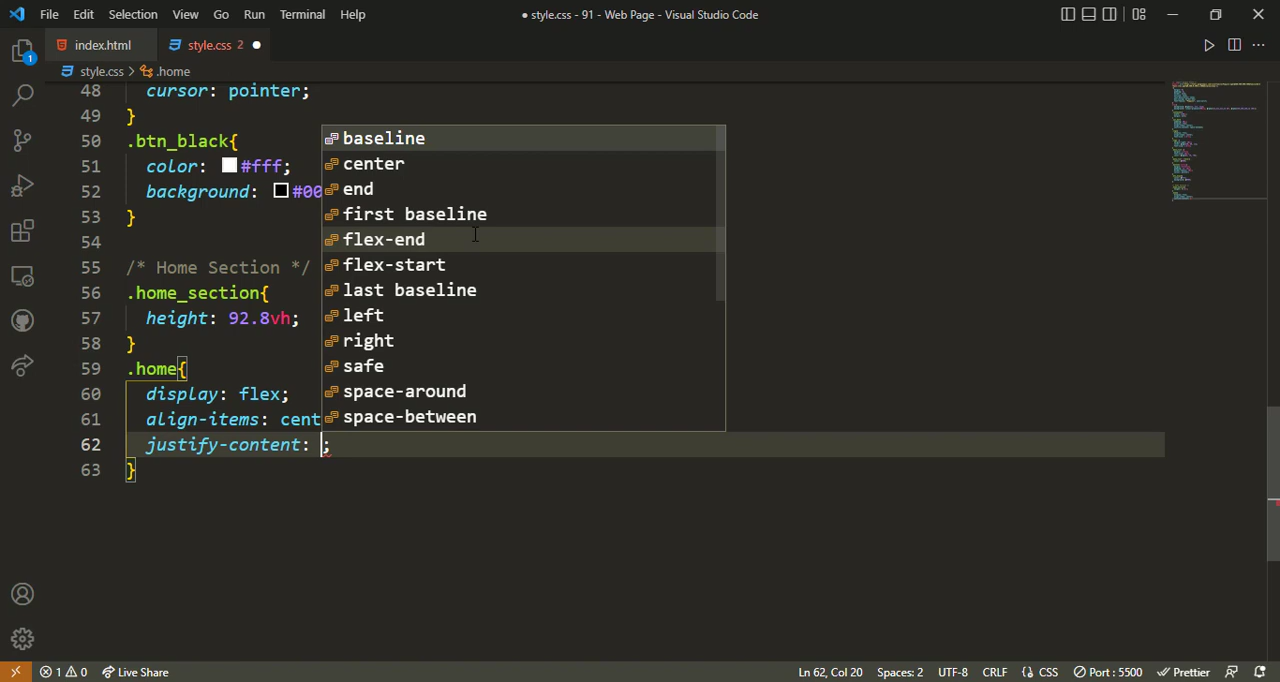 File Edit Selection View Go Run Terminal Help ● style.css - 91 - Web Page - Visual Studio Code
1 index.html style.css 2 ●
style.css > .home
48 cursor: pointer;
49 }
50 .btn_black{
51 color: #fff;
52 background: #00
53 }
54
55 /* Home Section */
56 .home_section{
57 height: 92.8vh;
58 }
59 .home{
60 display: flex;
61 align-items: cent
62 justify-content: ;
63 }
baseline
center
end
first baseline
flex-end
flex-start
last baseline
left
right
safe
space-around
space-between
1 0 Live Share Ln 62, Col 20 Spaces: 2 UTF-8 CRLF {} CSS Port : 5500 Prettier